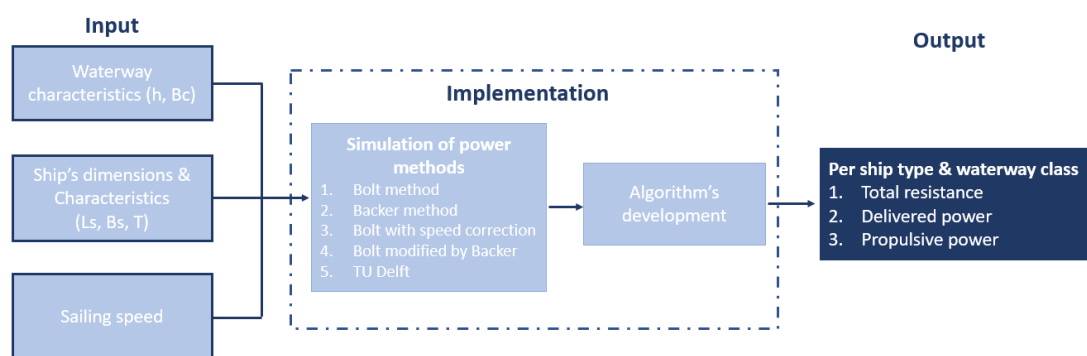 Input
Waterway
characteristics (h, Bc)
Ship's dimensions &
Characteristics
(Ls, Bs, T)
Sailing speed
Implementation
Simulation of power
methods
1. Bolt method
2. Backer method
3. Bolt with speed correction
4. Bolt modified by Backer
5. TU Delft
Algorithm's
development
Output
Per ship type & waterway class
1. Total resistance
2. Delivered power
3. Propulsive power